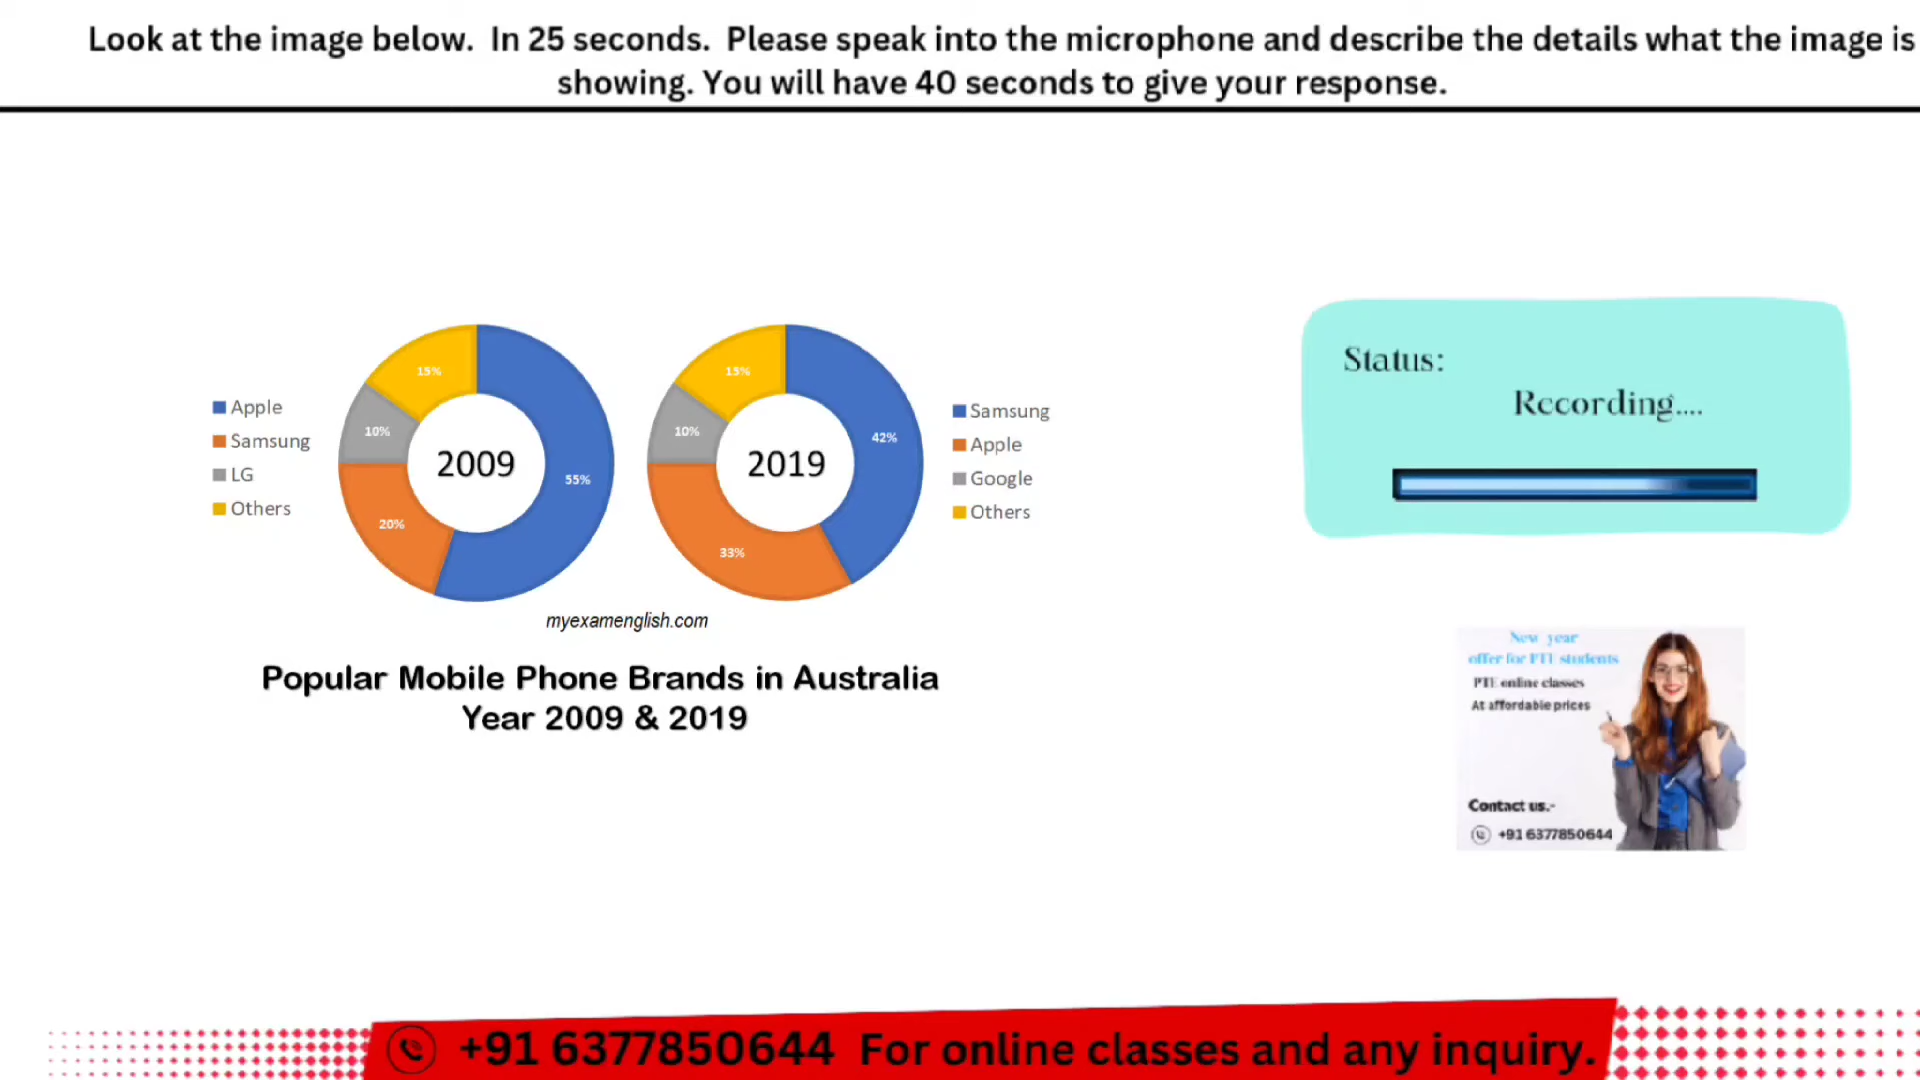 Look at the image below. In 25 seconds. Please speak into the microphone and describe the details what the image is
showing. You will have 40 seconds to give your response.
Apple
Samsung
LG
Others
15%
10%
20%
55%
2009
15%
10%
33%
42%
2019
Samsung
Apple
Google
Others
myexamenglish.com
Popular Mobile Phone Brands in Australia
Year 2009 & 2019
Status:
Recording....
New year
offer for PTE students
PTE online classes
At affordable prices
Contact us.-
+91 6377850644
+91 6377850644 For online classes and any inquiry.